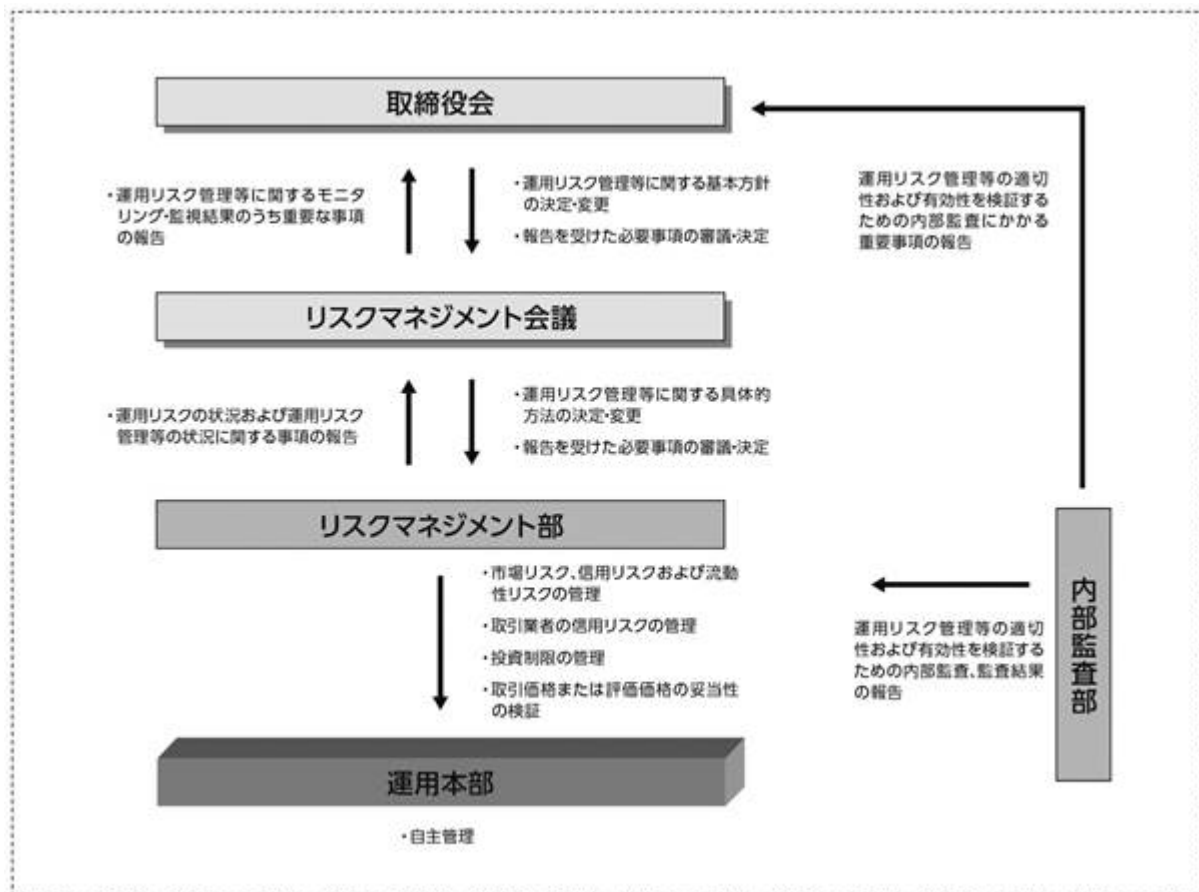 取締役会
・運用リスク管理等に関するモニタ
リング・監視結果のうち重要な事項
の報告
・運用リスク管理等に関する基本方針
の決定・変更
・報告を受けた必要事項の審議・決定
運用リスク管理等の適切
性および有効性を検証す
るための内部監査にかかる
重要事項の報告
リスクマネジメント会議
・運用リスクの状況および運用リスク
管理等の状況に関する事項の報告
・運用リスク管理等に関する具体的
方法の決定・変更
・報告を受けた必要事項の審議・決定
リスクマネジメント部
・市場リスク、信用リスクおよび流動
性リスクの管理
・取引業者の信用リスクの管理
・投資制限の管理
・取引価格または評価価格の妥当性
の検証
運用リスク管理等の適切
性および有効性を検証する
ための内部監査、監査結果
の報告
内部監査部
運用本部
・自主管理